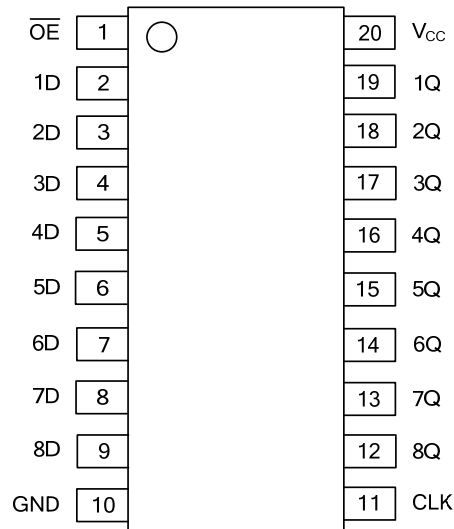 O̅E̅ 1 20 VCC
1D 2 19 1Q
2D 3 18 2Q
3D 4 17 3Q
4D 5 16 4Q
5D 6 15 5Q
6D 7 14 6Q
7D 8 13 7Q
8D 9 12 8Q
GND 10 11 CLK